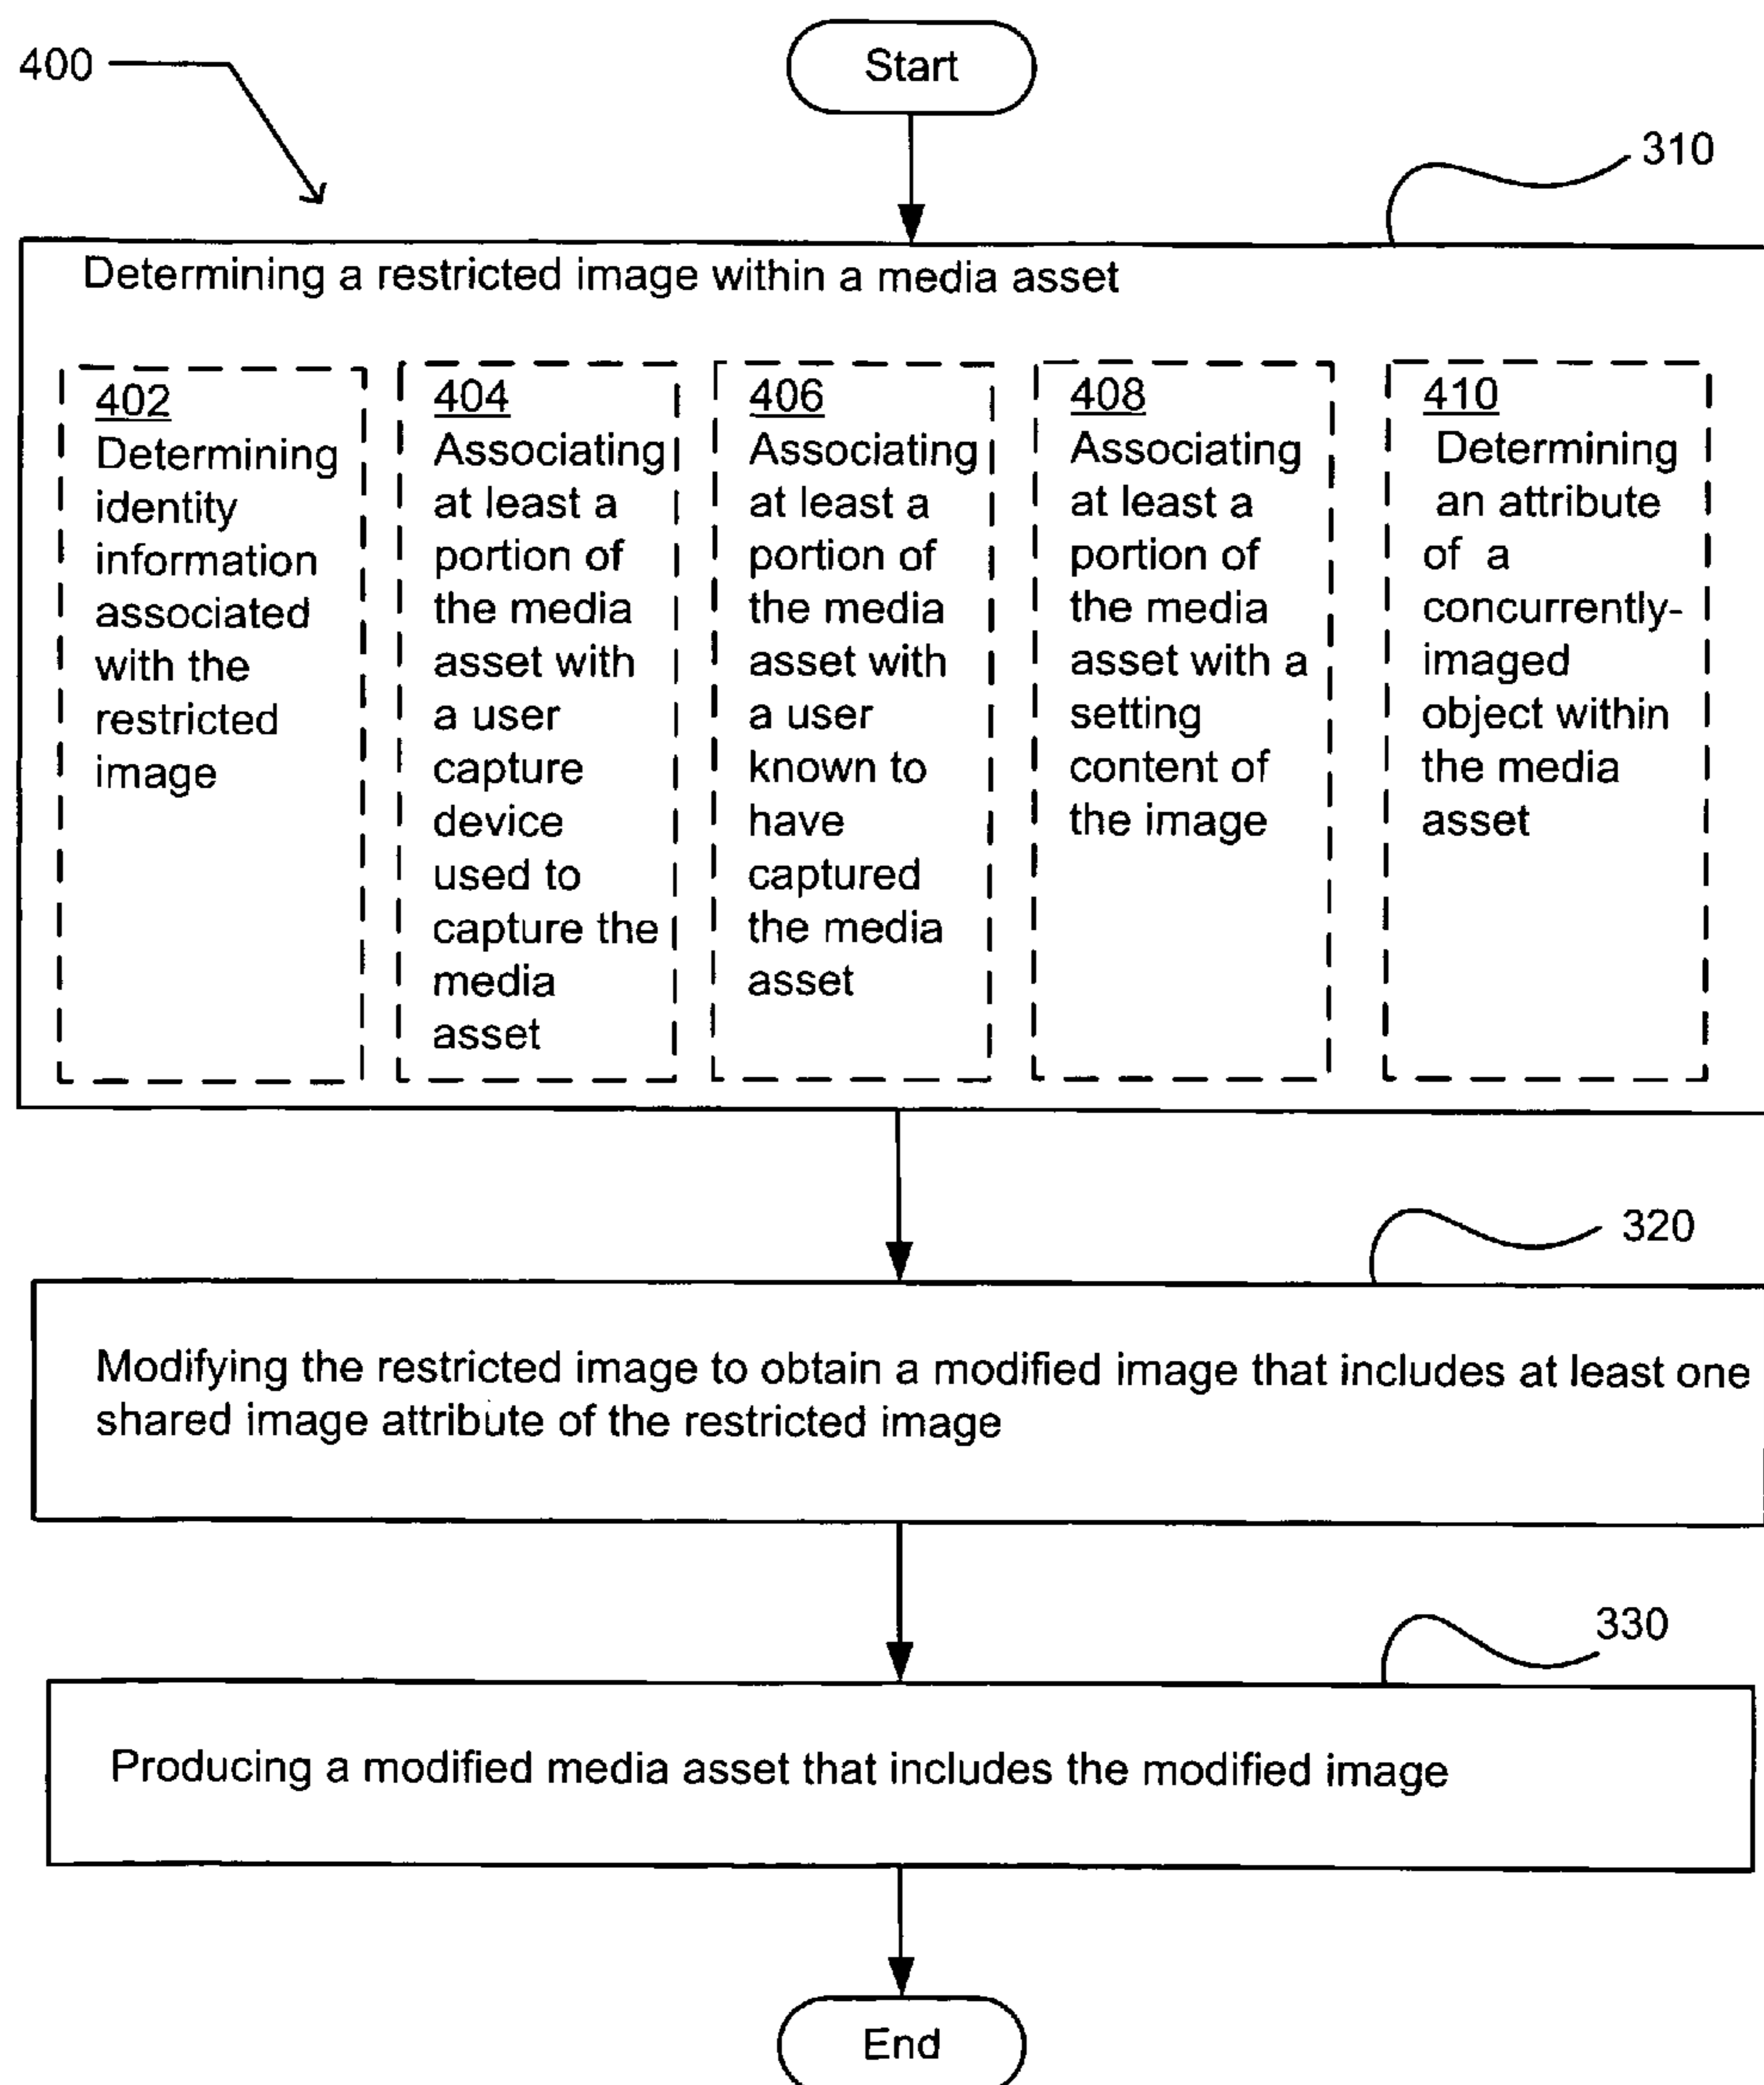 400
Start
310
Determining a restricted image within a media asset
402
Determining
identity
information
associated
with the
restricted
image
404
Associating
at least a
portion of
the media
asset with
a user
capture
device
used to
capture the
media
asset
406
Associating
at least a
portion of
the media
asset with
a user
known to
have
captured
the media
asset
408
Associating
at least a
portion of
the media
asset with a
setting
content of
the image
410
Determining
an attribute
of a
concurrently-
imaged
object within
the media
asset
320
Modifying the restricted image to obtain a modified image that includes at least one
shared image attribute of the restricted image
330
Producing a modified media asset that includes the modified image
End